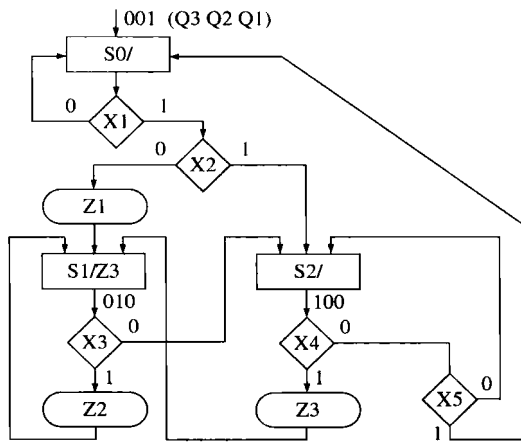 001 (Q3 Q2 Q1)
S0/
0 X1 1
0 X2 1
Z1
S1/Z3 S2/
010 100
X3 0 X4 0
1 1 X5 0
Z2 Z3 1